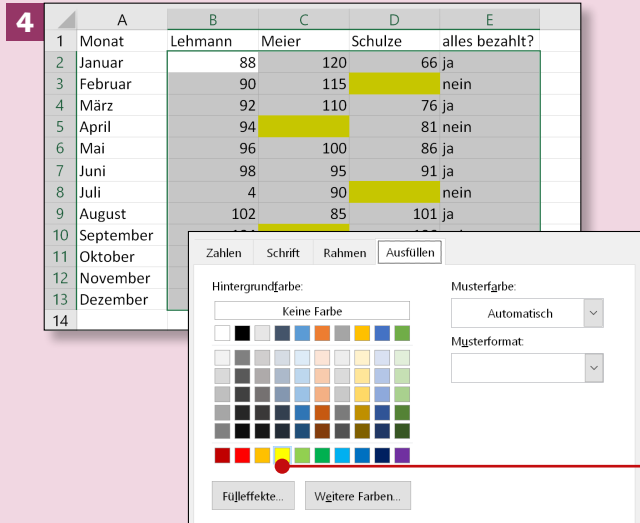 4
A B C D E
1 Monat Lehmann Meier Schulze alles bezahlt?
2 Januar 88 120 66 ja
3 Februar 90 115 nein
4 März 92 110 76 ja
5 April 94 81 nein
6 Mai 96 100 86 ja
7 Juni 98 95 91 ja
8 Juli 4 90 nein
9 August 102 85 101 ja
10 September
11 Oktober
12 November
13 Dezember
14
Zahlen Schrift Rahmen Ausfüllen
Hintergrundfarbe: Musterfarbe:
Keine Farbe Automatisch
Musterformat:
Fülleffekte... Weitere Farben...